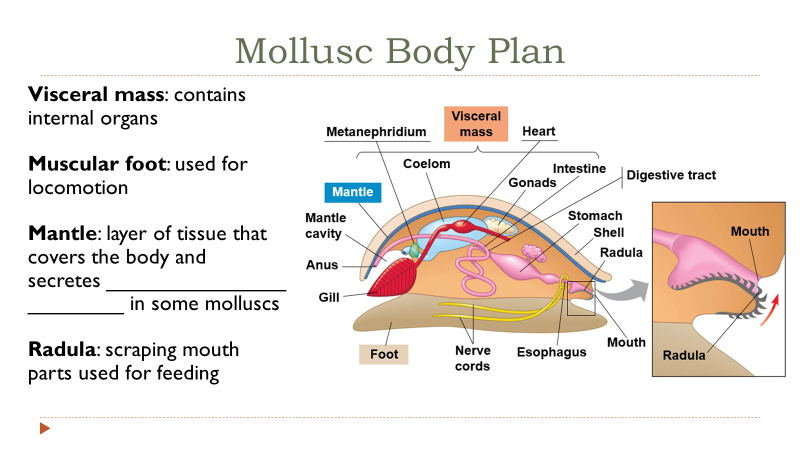 Mollusc Body Plan
Visceral mass: contains
internal organs
Muscular foot: used for
locomotion
Mantle: layer of tissue that
covers the body and
secretes _________________
_________ in some molluscs
Radula: scraping mouth
parts used for feeding
Visceral
mass
Metanephridium
Heart
Coelom
Intestine
Gonads
Digestive tract
Mantle
Mantle
cavity
Stomach
Shell
Radula
Anus
Gill
Foot
Nerve
cords
Esophagus
Mouth
Mouth
Radula